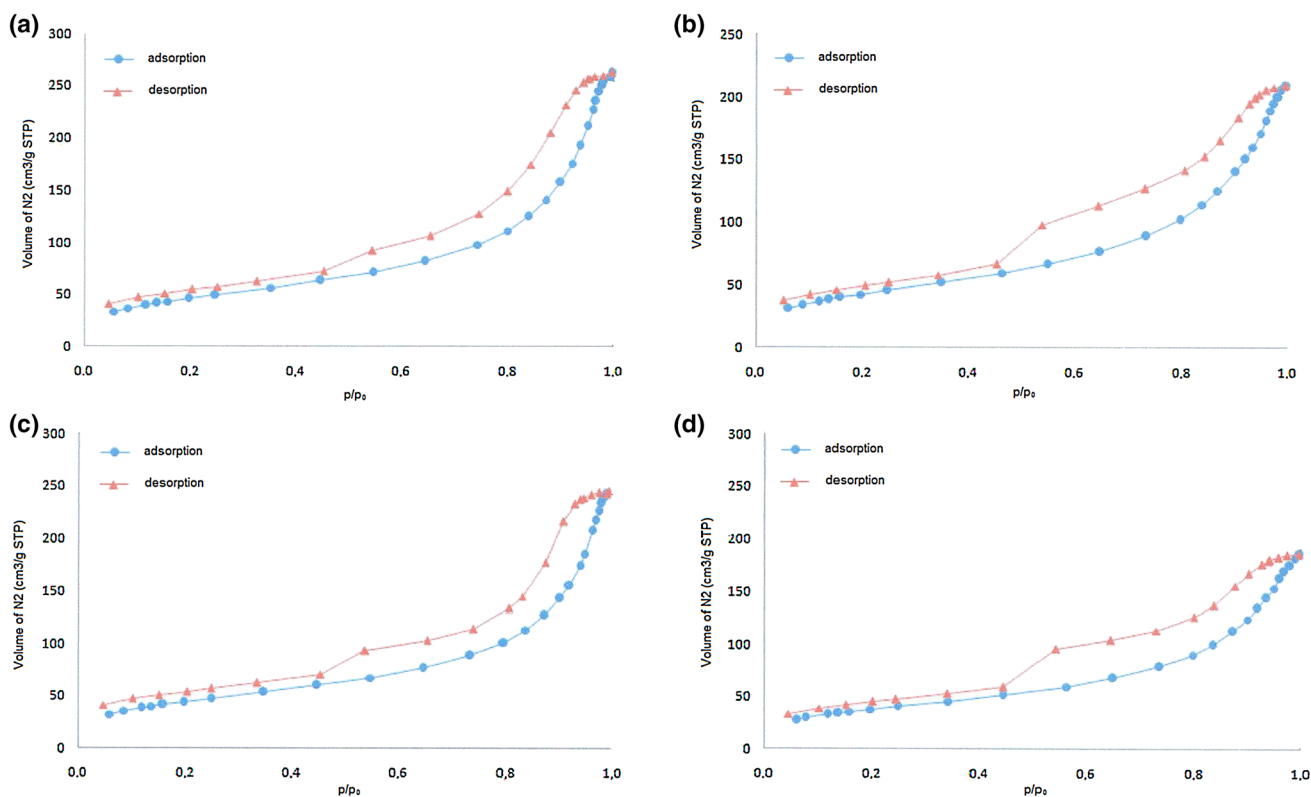 (a)
300
250
200
150
100
50
0
Volume of N2 (cm3/g STP)
adsorption
desorption
0.0
0,2
0,4
0,6
0,8
1,0
p/p₀
(b)
250
200
150
100
50
0
Volume of N2 (cm3/g STP)
adsorption
desorption
0.0
0,2
0,4
0,6
0,8
1,0
p/p₀
(c)
300
250
200
150
100
50
0
Volume of N2 (cm3/g STP)
adsorption
desorption
0.0
0,2
0,4
0,6
0,8
1,0
p/p₀
(d)
300
250
200
150
100
50
0
Volume of N2 (cm3/g STP)
adsorption
desorption
0.0
0,2
0,4
0,6
0,8
1,0
p/p₀